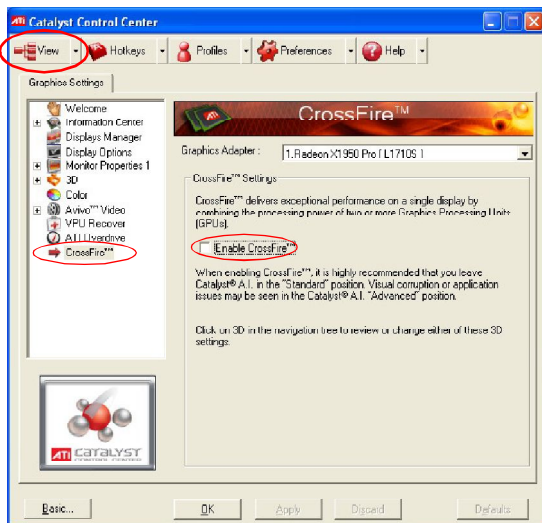 ATI Catalyst Control Center
View Hotkeys Profiles Preferences Help
Graphics Settings
Welcome
Information Center
Displays Manager
Display Options
Monitor Properties 1
3D
Color
Avivo™ Video
VPU Recover
ATI Overdrive
CrossFire™
CrossFire™
Graphics Adapter :
1.Radeon X1950 Pro [ L1710S ]
CrossFire™ Settings
CrossFire™ delivers exceptional performance on a single display by
combining the processing power of two or more Graphics Processing Units
(GPUs).
Enable CrossFire™
When enabling CrossFire™, it is highly recommended that you leave
Catalyst® A.I. in the "Standard" position. Visual corruption or application
issues may be seen in the Catalyst® A.I. "Advanced" position.
Click on 3D in the navigation tree to review or change either of these 3D
settings.
ATI CATALYST
CONTROL CENTER
Basic...
OK
Apply
Discard
Defaults